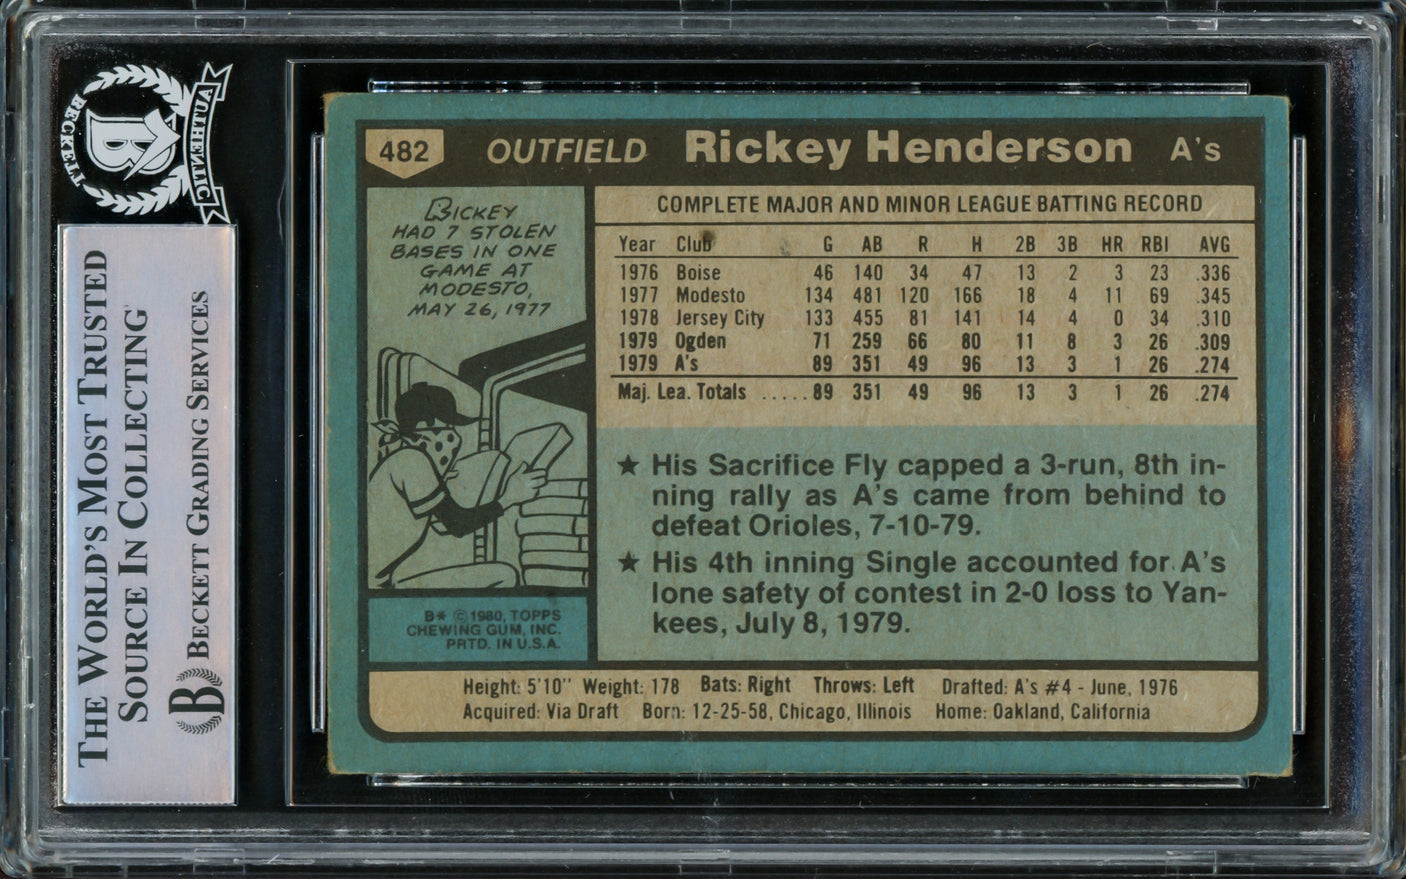 BECKETT
AUTHENTIC
B
THE WORLD'S MOST TRUSTED
SOURCE IN COLLECTING
B BECKETT GRADING SERVICES
482 OUTFIELD Rickey Henderson A's
RICKEY
HAD 7 STOLEN
BASES IN ONE
GAME AT
MODESTO,
MAY 26, 1977
B* © 1980, TOPPS
CHEWING GUM, INC.
PRTD. IN U.S.A.
COMPLETE MAJOR AND MINOR LEAGUE BATTING RECORD
Year Club G AB R H 2B 3B HR RBI AVG
1976 Boise 46 140 34 47 13 2 3 23 .336
1977 Modesto 134 481 120 166 18 4 11 69 .345
1978 Jersey City 133 455 81 141 14 4 0 34 .310
1979 Ogden 71 259 66 80 11 8 3 26 .309
1979 A's 89 351 49 96 13 3 1 26 .274
Maj. Lea. Totals .....89 351 49 96 13 3 1 26 .274
★ His Sacrifice Fly capped a 3-run, 8th in-
ning rally as A's came from behind to
defeat Orioles, 7-10-79.
★ His 4th inning Single accounted for A's
lone safety of contest in 2-0 loss to Yan-
kees, July 8, 1979.
Height: 5'10" Weight: 178 Bats: Right Throws: Left Drafted: A's #4 - June, 1976
Acquired: Via Draft Born: 12-25-58, Chicago, Illinois Home: Oakland, California